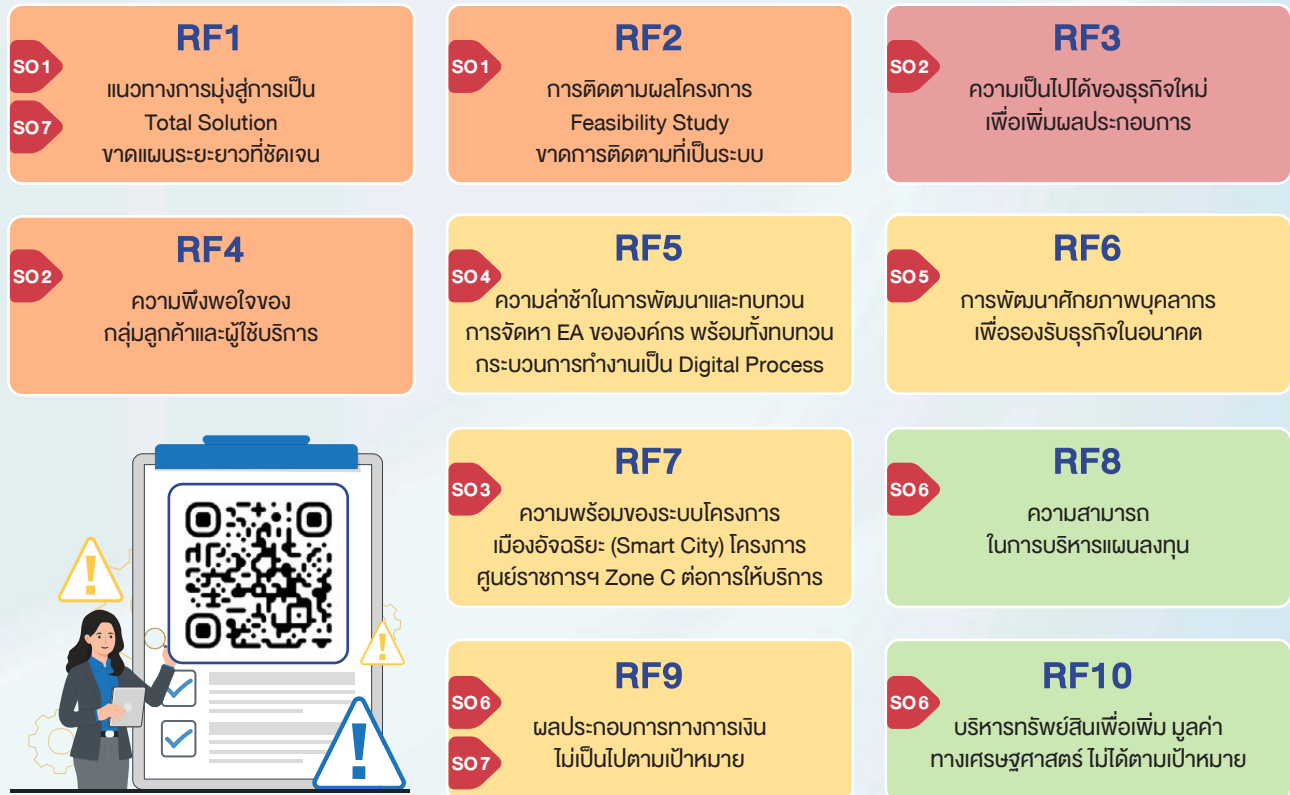 RF1
SO1
SO7
แนวทางการมุ่งสู่การเป็น
Total Solution
ขาดแผนระยะยาวที่ชัดเจน
RF2
SO1
การติดตามผลโครงการ
Feasibility Study
ขาดการติดตามที่เป็นระบบ
RF3
SO2
ความเป็นไปได้ของธุรกิจใหม่
เพื่อเพิ่มผลประกอบการ
RF4
SO2
ความพึงพอใจของ
กลุ่มลูกค้าและผู้ใช้บริการ
RF5
SO4
ความล่าช้าในการพัฒนาและทบทวน
การจัดหา EA ขององค์กร พร้อมทั้งทบทวน
กระบวนการทำงานเป็น Digital Process
RF6
SO5
การพัฒนาศักยภาพบุคลากร
เพื่อรองรับธุรกิจในอนาคต
RF7
SO3
ความพร้อมของระบบโครงการ
เมืองอัจฉริยะ (Smart City) โครงการ
ศูนย์ราชการฯ Zone C ต่อการให้บริการ
RF8
SO6
ความสามารถ
ในการบริหารแผนลงทุน
RF9
SO6
SO7
ผลประกอบการทางการเงิน
ไม่เป็นไปตามเป้าหมาย
RF10
SO6
บริหารทรัพย์สินเพื่อเพิ่ม มูลค่า
ทางเศรษฐศาสตร์ ไม่ได้ตามเป้าหมาย